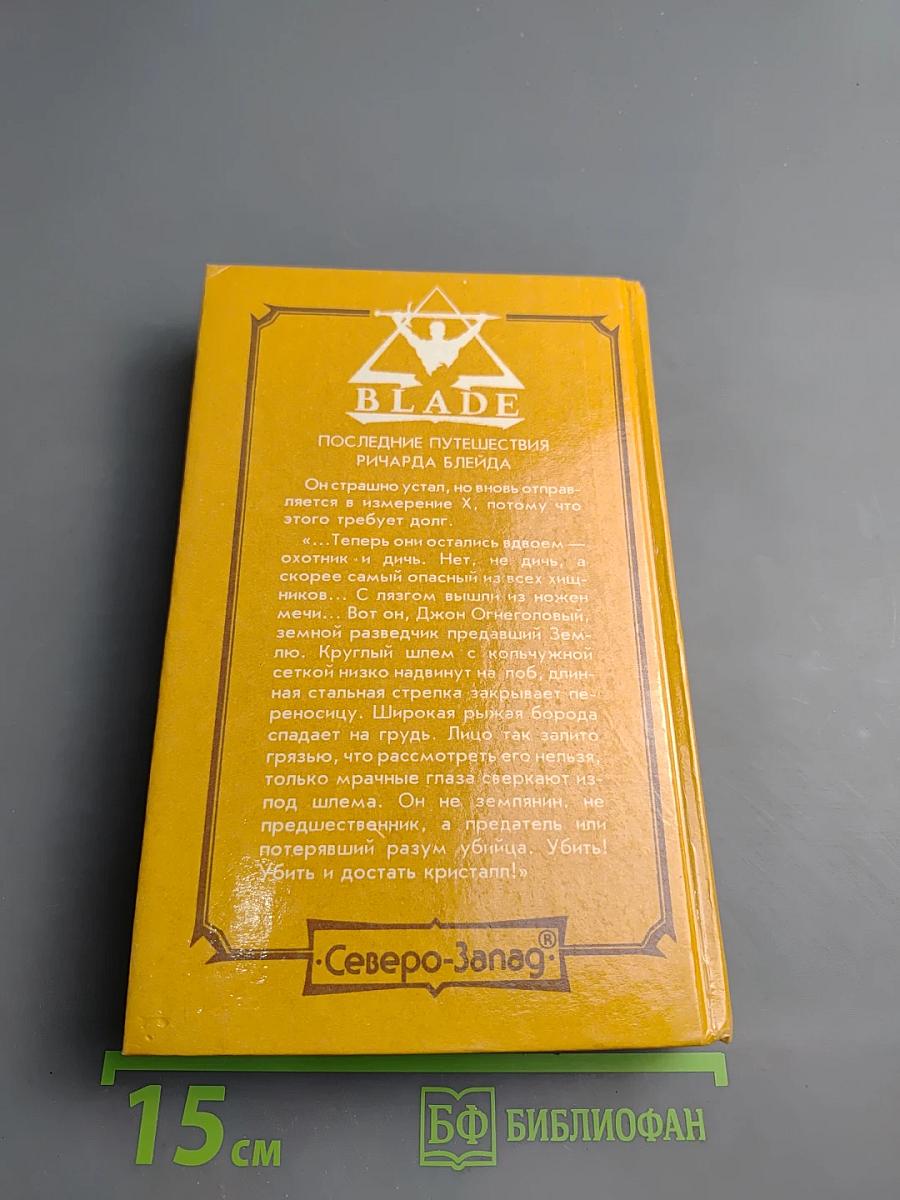 BLADE
ПОСЛЕДНИЕ ПУТЕШЕСТВИЯ
РИЧАРДА БЛЕЙДА
Он страшно устал, но вновь отправ-
ляется в измерение X, потому что
этого требует долг.
«...Теперь они остались вдвоем —
охотник и дичь. Нет, не дичь, а
скорее самый опасный из всех хищ-
ников... С лязгом вышли из ножен
мечи... Вот он, Джон Огнеголовый,
земной разведчик предавший Зем-
лю. Круглый шлем с кольчужной
сеткой низко надвинут на лоб, длин-
ная стальная стрелка закрывает пе-
реносицу. Широкая рыжая борода
спадает на грудь. Лицо так залито
грязью, что рассмотреть его нельзя,
только мрачные глаза сверкают из-
под шлема. Он не землянин, не
предшественник, а предатель или
потерявший разум убийца. Убить!
Убить и достать кристалл!»
·Северо-Запад·®
15 см
БФ БИБЛИОФАН